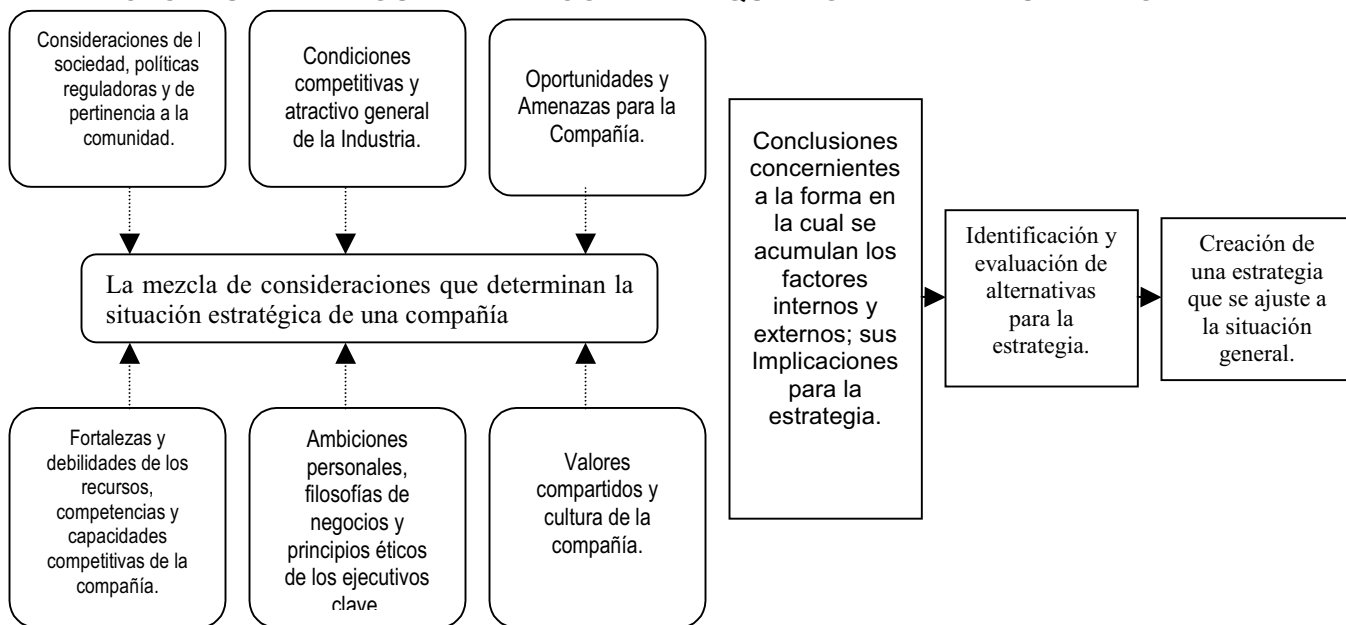 Consideraciones de l
sociedad, políticas
reguladoras y de
pertinencia a la
comunidad.
Condiciones
competitivas y
atractivo general
de la Industria.
Oportunidades y
Amenazas para la
Compañía.
La mezcla de consideraciones que determinan la
situación estratégica de una compañía
Fortalezas y
debilidades de los
recursos,
competencias y
capacidades
competitivas de la
compañía.
Ambiciones
personales,
filosofías de
negocios y
principios éticos
de los ejecutivos
clave
Valores
compartidos y
cultura de la
compañía.
Conclusiones
concernientes
a la forma en
la cual se
acumulan los
factores
internos y
externos; sus
Implicaciones
para la
estrategia.
Identificación y
evaluación de
alternativas
para la
estrategia.
Creación de
una estrategia
que se ajuste a
la situación
general.